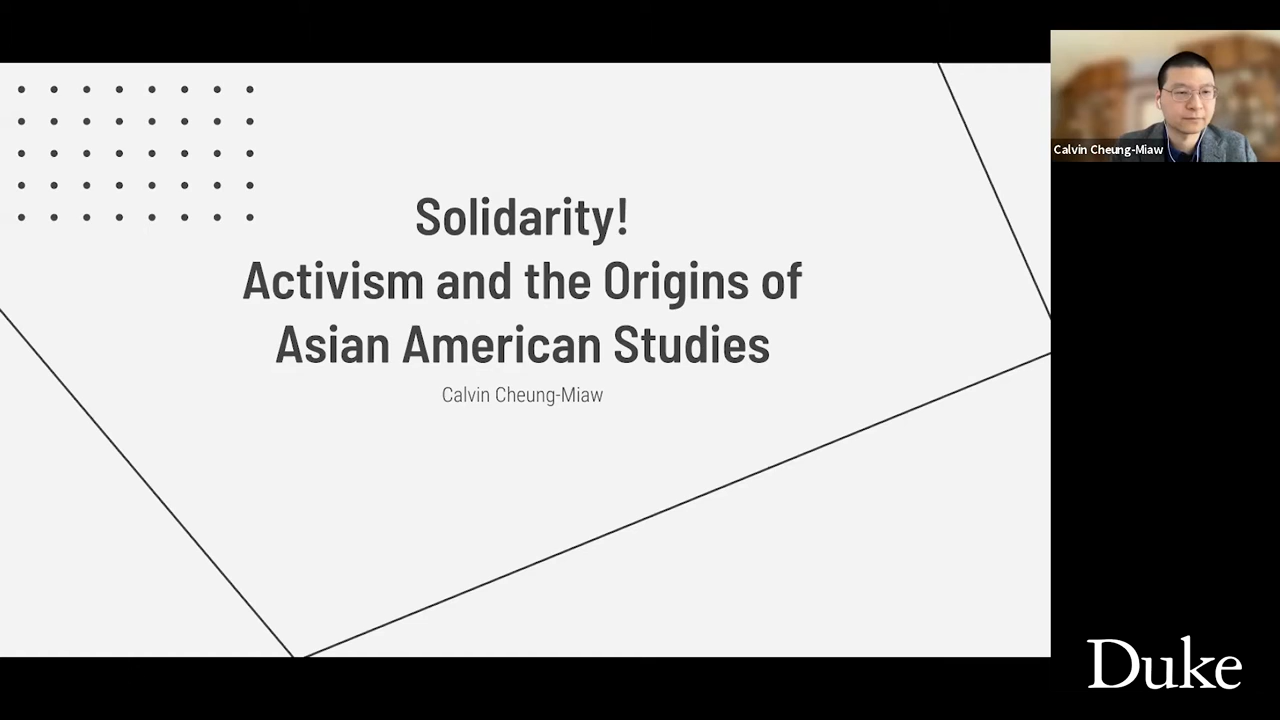 Solidarity!
Activism and the Origins of
Asian American Studies
Calvin Cheung-Miaw
Calvin Cheung-Miaw
Duke